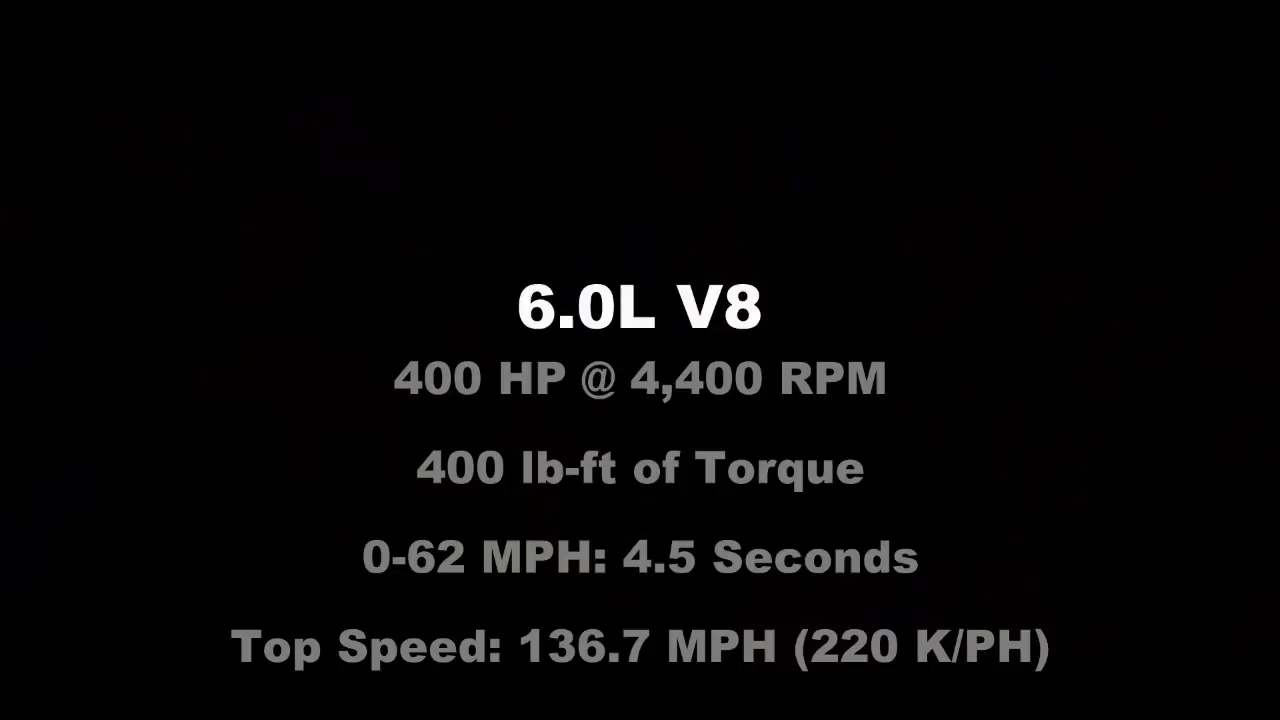 6.0L V8
400 HP @ 4,400 RPM
400 lb-ft of Torque
0-62 MPH: 4.5 Seconds
Top Speed: 136.7 MPH (220 K/PH)